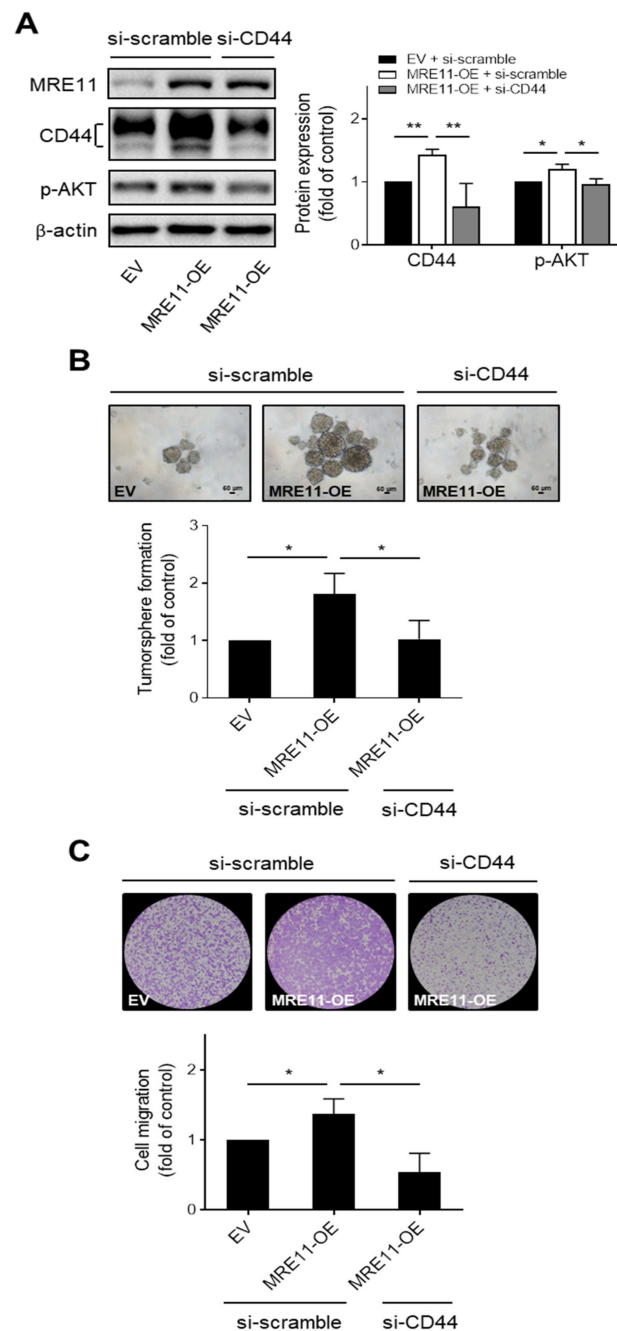 A
si-scramble si-CD44
MRE11
CD44
p-AKT
β-actin
EV
MRE11-OE
MRE11-OE
EV + si-scramble
MRE11-OE + si-scramble
MRE11-OE + si-CD44
Protein expression
(fold of control)
2
1
0
** ** * *
CD44 p-AKT
B
si-scramble si-CD44
EV 50 µm MRE11-OE 50 µm MRE11-OE 50 µm
Tumorsphere formation
(fold of control)
3
2
1
0
* *
EV
MRE11-OE
MRE11-OE
si-scramble si-CD44
C
si-scramble si-CD44
EV MRE11-OE MRE11-OE
Cell migration
(fold of control)
2
1
0
* *
EV
MRE11-OE
MRE11-OE
si-scramble si-CD44